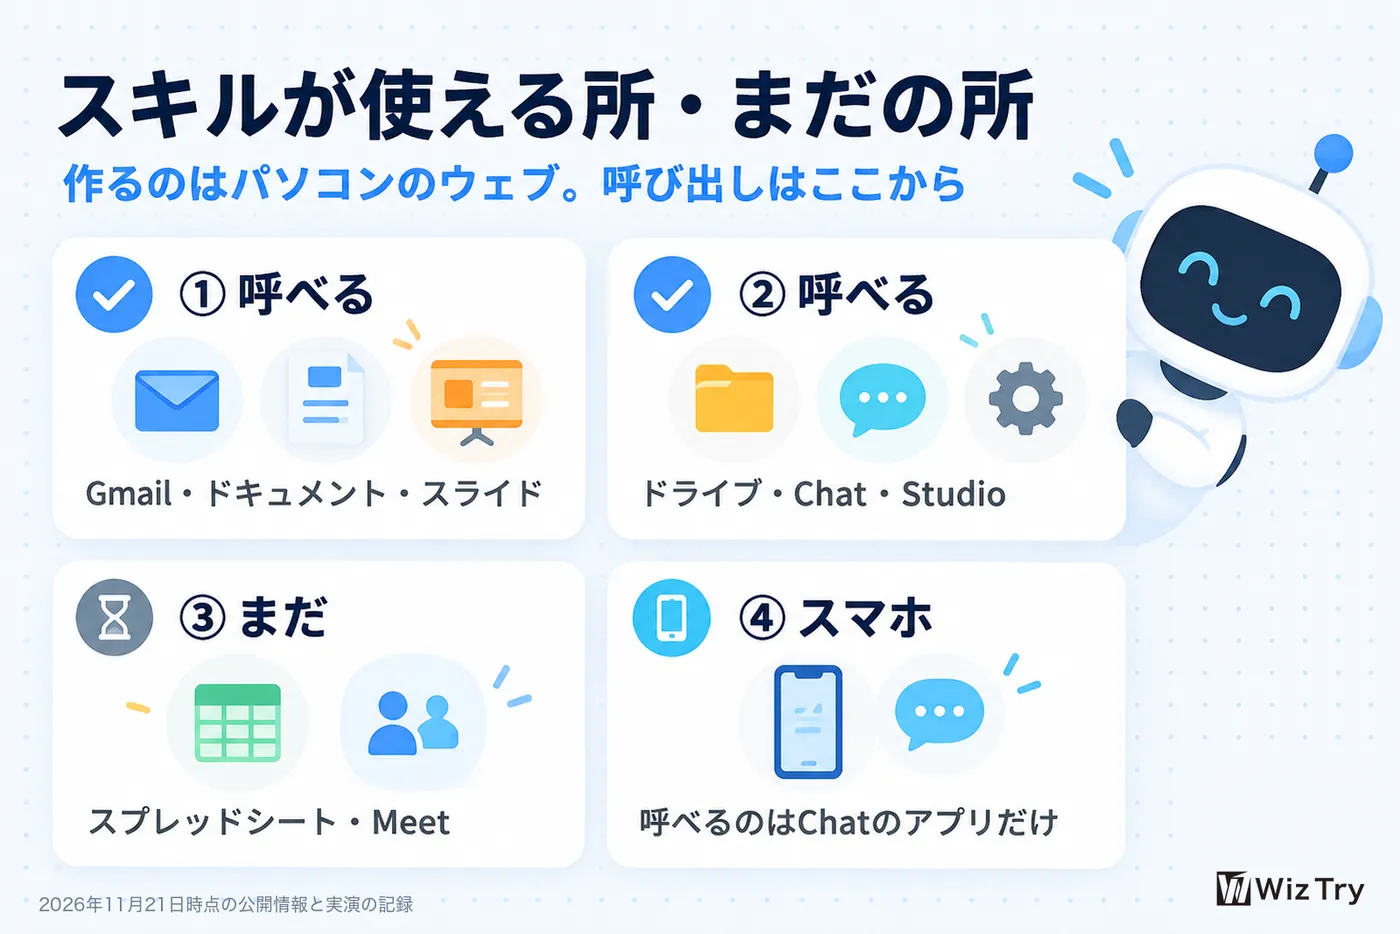 スキルが使える所・まだの所
作るのはパソコンのウェブ。呼び出しはここから
① 呼べる
Gmail・ドキュメント・スライド
② 呼べる
ドライブ・Chat・Studio
③ まだ
スプレッドシート・Meet
④ スマホ
呼べるのはChatのアプリだけ
2026年11月21日時点の公開情報と実演の記録
Wiz Try